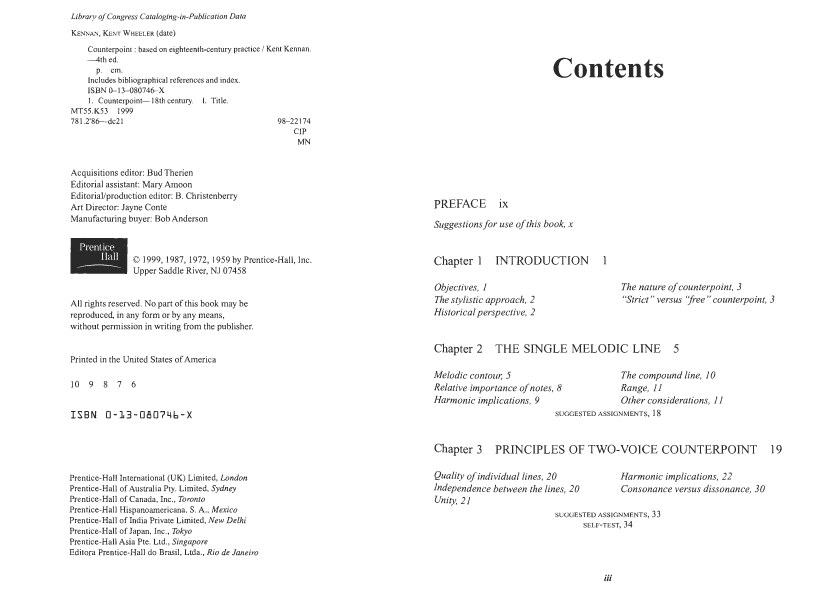 Library of Congress Cataloging-in-Publication Data
KENNAN, KENT WHEELER (date)
Counterpoint : based on eighteenth-century practice / Kent Kennan.
—4th ed.
p. cm.
Includes bibliographical references and index.
ISBN 0–13–080746–X
1. Counterpoint—18th century. I. Title.
MT55.K53 1999
781.2'86—dc21 98–22174
CIP
MN
Acquisitions editor: Bud Therien
Editorial assistant: Mary Amoon
Editorial/production editor: B. Christenberry
Art Director: Jayne Conte
Manufacturing buyer: Bob Anderson
Prentice
Hall
© 1999, 1987, 1972, 1959 by Prentice-Hall, Inc.
Upper Saddle River, NJ 07458
All rights reserved. No part of this book may be
reproduced, in any form or by any means,
without permission in writing from the publisher.
Printed in the United States of America
10 9 8 7 6
ISBN 0-13-080746-X
Prentice-Hall International (UK) Limited, London
Prentice-Hall of Australia Pty. Limited, Sydney
Prentice-Hall of Canada, Inc., Toronto
Prentice-Hall Hispanoamericana. S. A., Mexico
Prentice-Hall of India Private Limited, New Delhi
Prentice-Hall of Japan, Inc., Tokyo
Prentice-Hall Asia Pte. Ltd., Singapore
Editora Prentice-Hall do Brasil, Ltda., Rio de Janeiro
Contents
PREFACE ix
Suggestions for use of this book, x
Chapter 1 INTRODUCTION 1
Objectives, 1
The stylistic approach, 2
Historical perspective, 2
The nature of counterpoint, 3
“Strict” versus “free” counterpoint, 3
Chapter 2 THE SINGLE MELODIC LINE 5
Melodic contour, 5
Relative importance of notes, 8
Harmonic implications, 9
The compound line, 10
Range, 11
Other considerations, 11
SUGGESTED ASSIGNMENTS, 18
Chapter 3 PRINCIPLES OF TWO-VOICE COUNTERPOINT 19
Quality of individual lines, 20
Independence between the lines, 20
Unity, 21
Harmonic implications, 22
Consonance versus dissonance, 30
SUGGESTED ASSIGNMENTS, 33
SELF-TEST, 34
iii